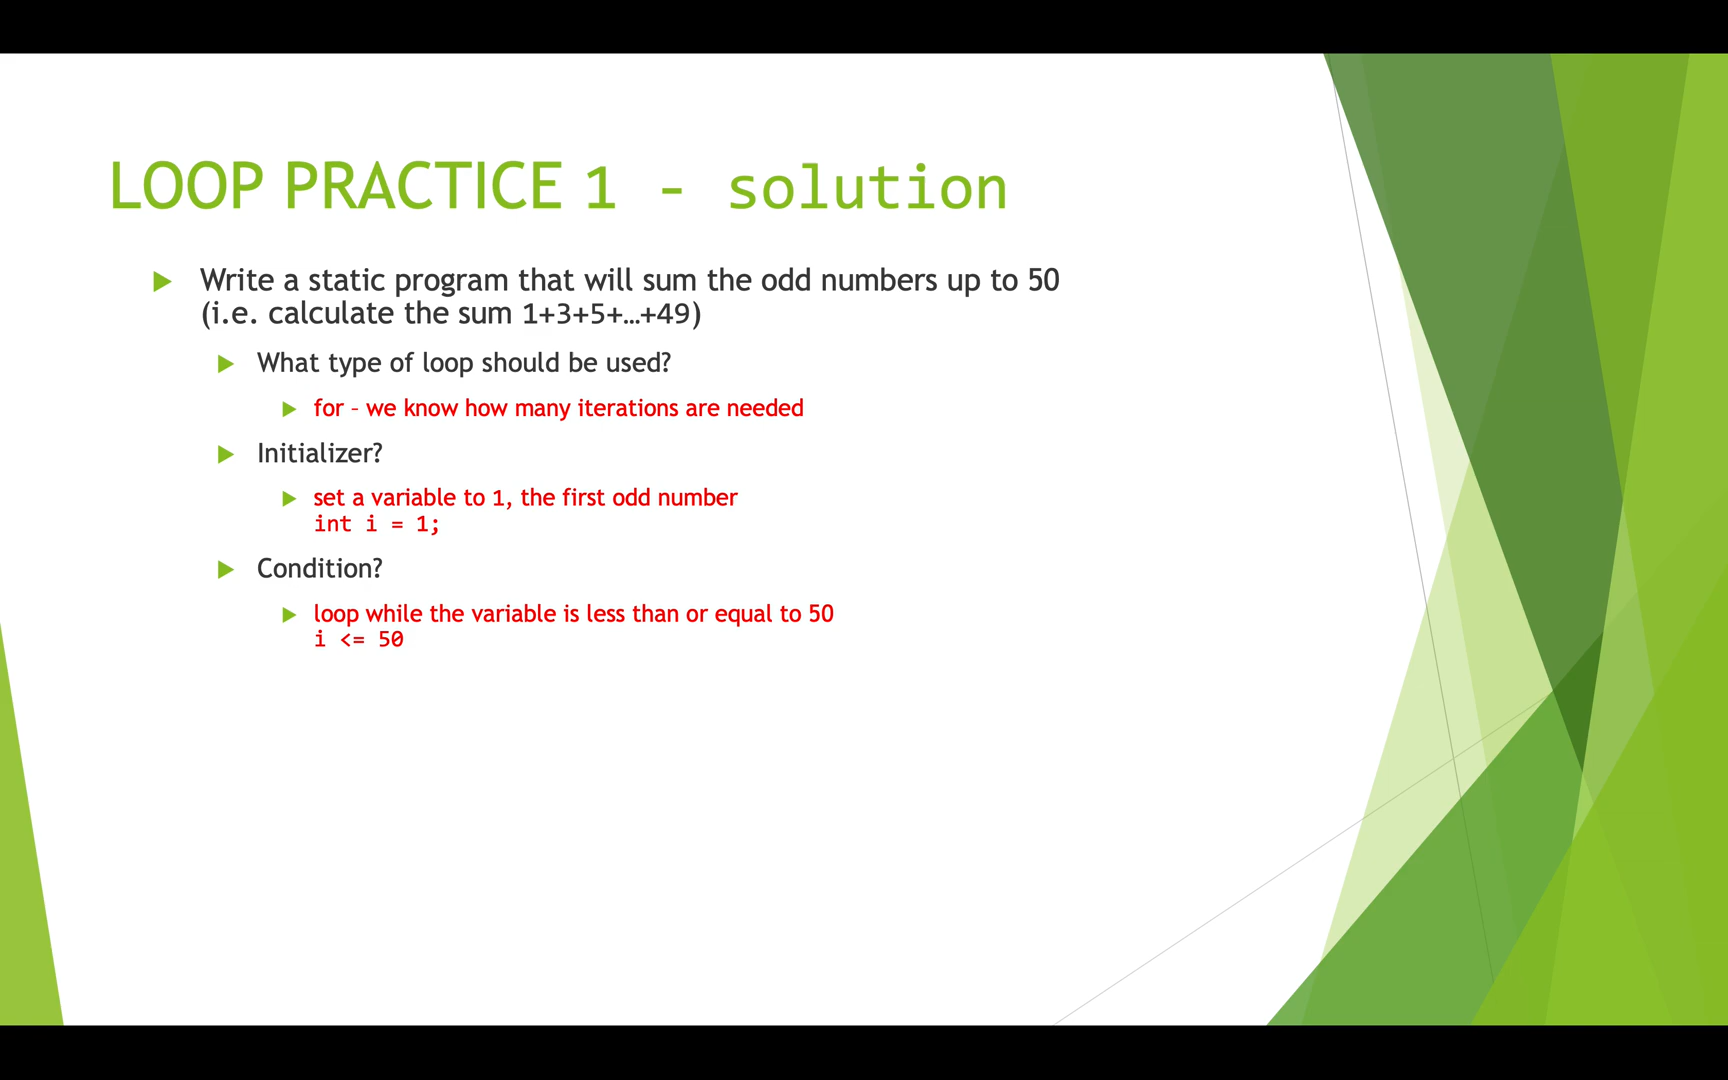 LOOP PRACTICE 1 - solution
Write a static program that will sum the odd numbers up to 50
(i.e. calculate the sum 1+3+5+…+49)
What type of loop should be used?
for – we know how many iterations are needed
Initializer?
set a variable to 1, the first odd number
int i = 1;
Condition?
loop while the variable is less than or equal to 50
i <= 50